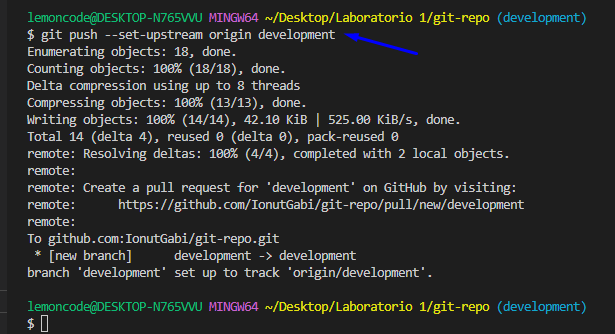 lemoncode@DESKTOP-N765VVU MINGW64 ~/Desktop/Laboratorio 1/git-repo (development)
$ git push --set-upstream origin development
Enumerating objects: 18, done.
Counting objects: 100% (18/18), done.
Delta compression using up to 8 threads
Compressing objects: 100% (13/13), done.
Writing objects: 100% (14/14), 42.10 KiB | 525.00 KiB/s, done.
Total 14 (delta 4), reused 0 (delta 0), pack-reused 0
remote: Resolving deltas: 100% (4/4), completed with 2 local objects.
remote:
remote: Create a pull request for 'development' on GitHub by visiting:
remote:      https://github.com/IonutGabi/git-repo/pull/new/development
remote:
To github.com:IonutGabi/git-repo.git
 * [new branch]      development -> development
branch 'development' set up to track 'origin/development'.
lemoncode@DESKTOP-N765VVU MINGW64 ~/Desktop/Laboratorio 1/git-repo (development)
$